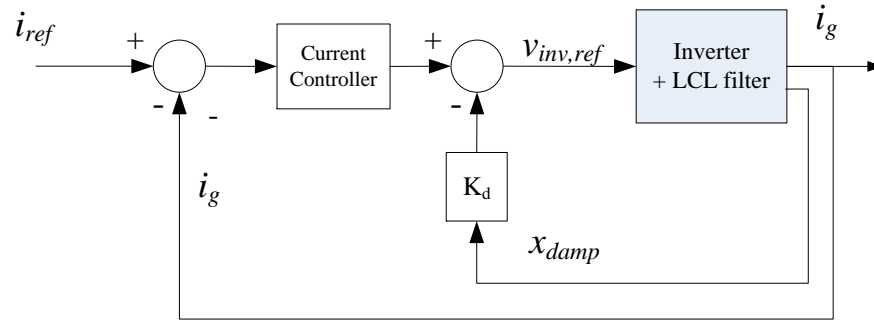 i_ref
+
-
-
Current
Controller
+
-
v_inv,ref
Inverter
+ LCL filter
i_g
K_d
i_g
x_damp